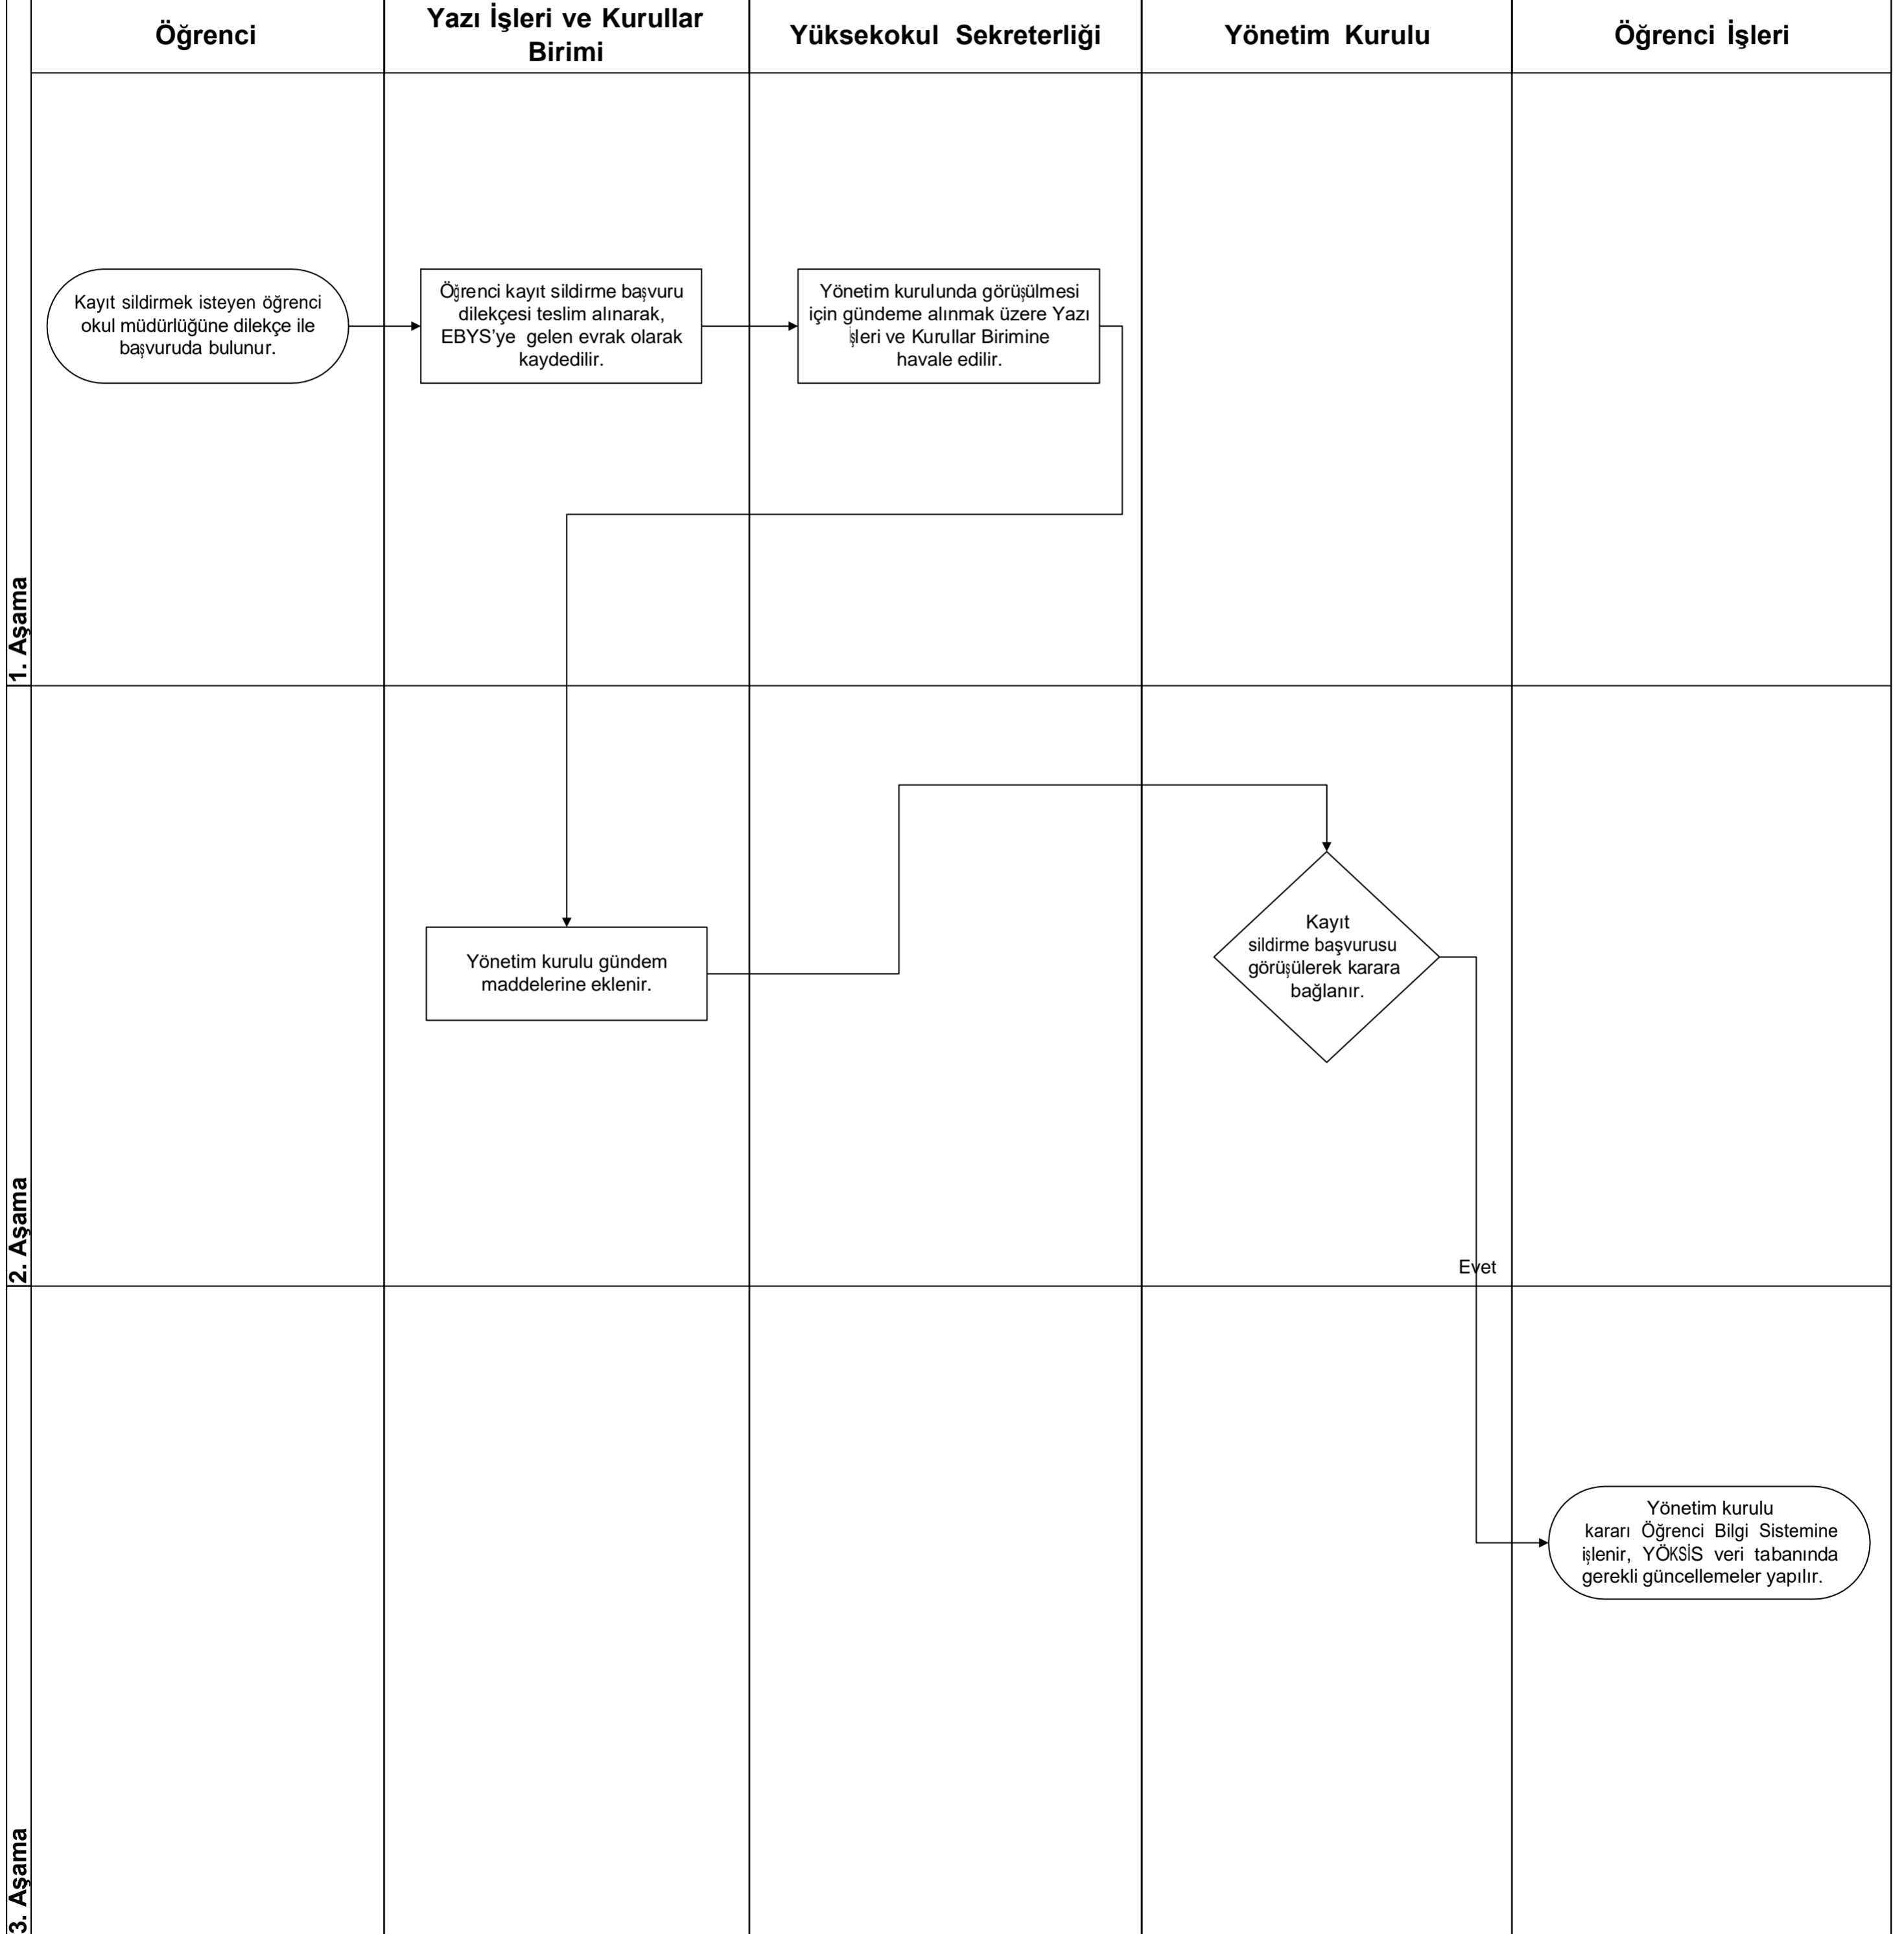 Öğrenci
Yazı İşleri ve Kurullar
Birimi
Yüksekokul Sekreterliği
Yönetim Kurulu
Öğrenci İşleri
1. Aşama
Kayıt sildirmek isteyen öğrenci
okul müdürlüğüne dilekçe ile
başvuruda bulunur.
Öğrenci kayıt sildirme başvuru
dilekçesi teslim alınarak,
EBYS’ye gelen evrak olarak
kaydedilir.
Yönetim kurulunda görüşülmesi
için gündeme alınmak üzere Yazı
işleri ve Kurullar Birimine
havale edilir.
2. Aşama
Yönetim kurulu gündem
maddelerine eklenir.
Kayıt
sildirme başvurusu
görüşülerek karara
bağlanır.
Evet
3. Aşama
Yönetim kurulu
kararı Öğrenci Bilgi Sistemine
işlenir, YÖKSİS veri tabanında
gerekli güncellemeler yapılır.